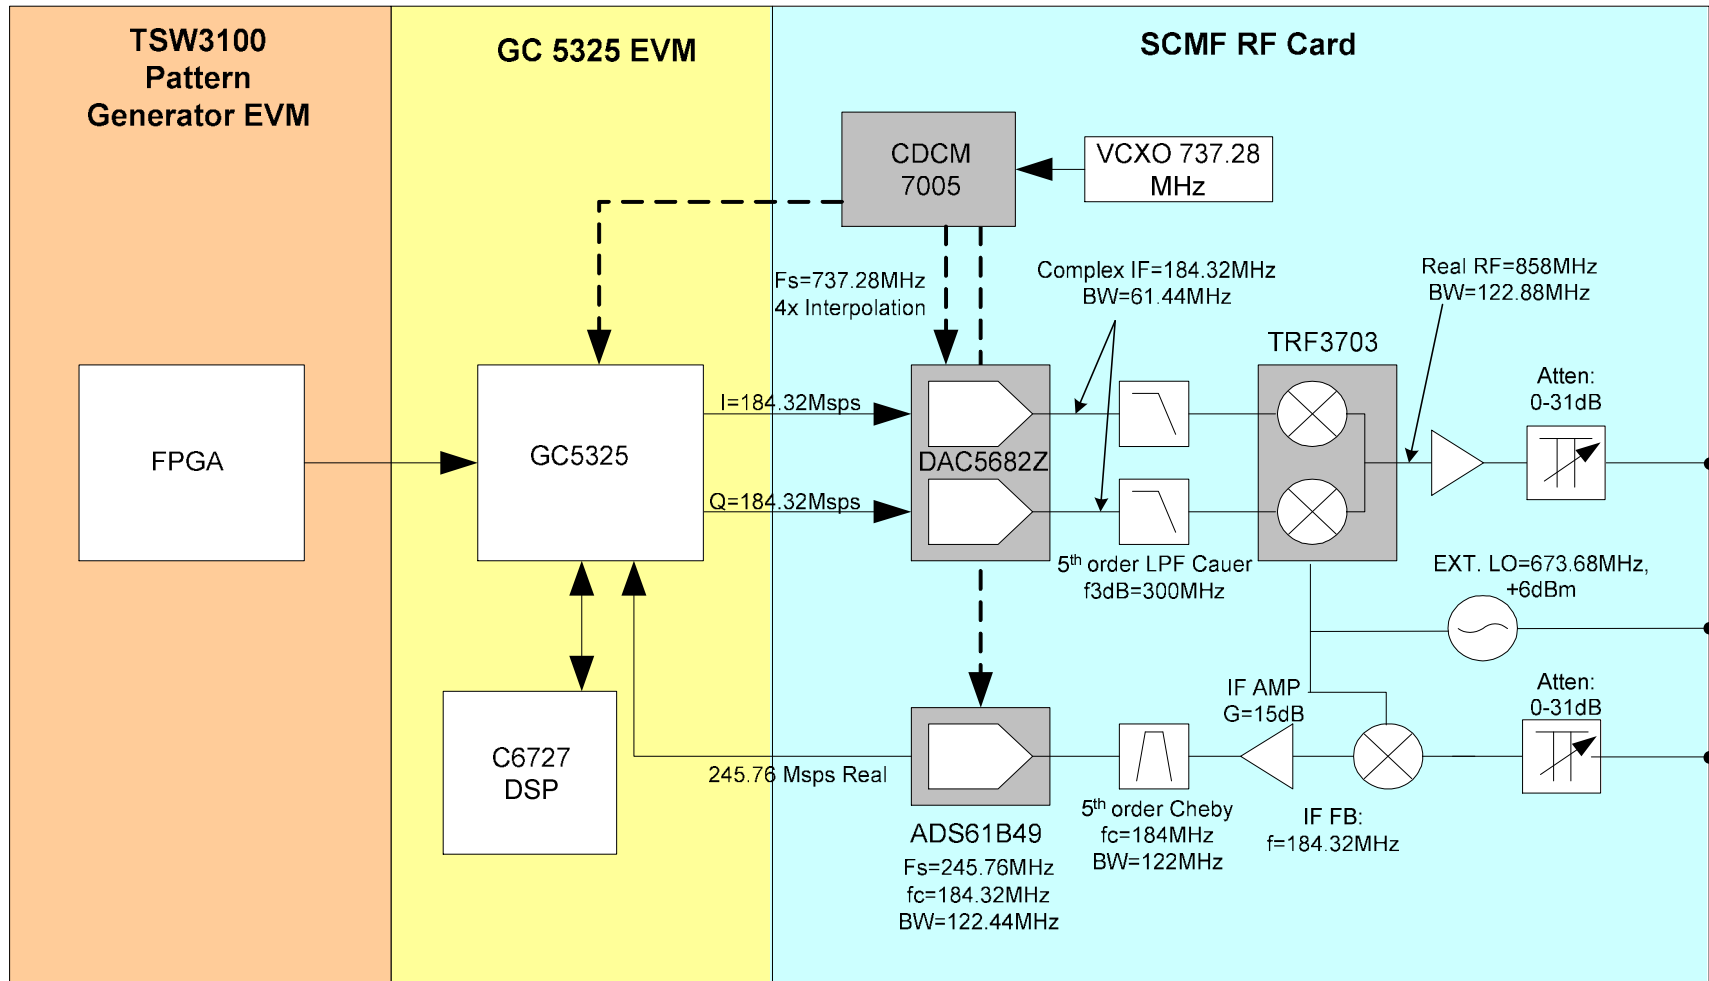 TSW3100
Pattern
Generator EVM
GC 5325 EVM
SCMF RF Card
CDCM
7005
VCXO 737.28
MHz
Fs=737.28MHz
4x Interpolation
Complex IF=184.32MHz
BW=61.44MHz
Real RF=858MHz
BW=122.88MHz
TRF3703
Atten:
0-31dB
I=184.32Msps
FPGA
GC5325
DAC5682Z
Q=184.32Msps
5th order LPF Cauer
f3dB=300MHz
EXT. LO=673.68MHz,
+6dBm
IF AMP
G=15dB
Atten:
0-31dB
C6727
DSP
245.76 Msps Real
ADS61B49
Fs=245.76MHz
fc=184.32MHz
BW=122.44MHz
5th order Cheby
fc=184MHz
BW=122MHz
IF FB:
f=184.32MHz